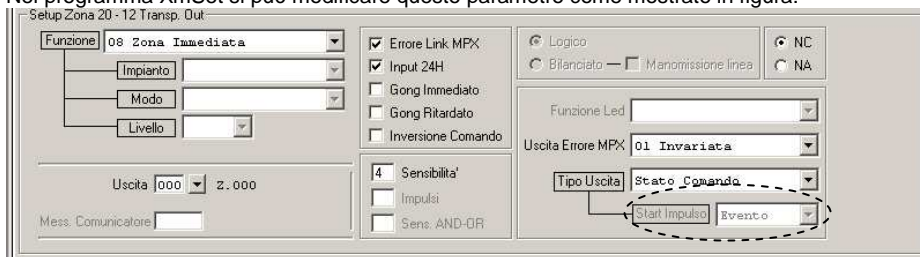 Nel programma XmSet si può modificare questo parametro come mostrato in figura.
Setup Zona 20 - 12 Transp. Out
Funzione 08 Zona Immediata
Impianto
Modo
Livello
Uscita 000 Z.000
Mess. Comunicatore
Errore Link MPX
Input 24H
Gong Immediato
Gong Ritardato
Inversione Comando
4 Sensibilita'
Impulsi
Sens. AND-OR
Logico
Bilanciato Manomissione linea
NC
NA
Funzione Led
Uscita Errore MPX 01 Invariata
Tipo Uscita Stato Comando
Start Impulso Evento